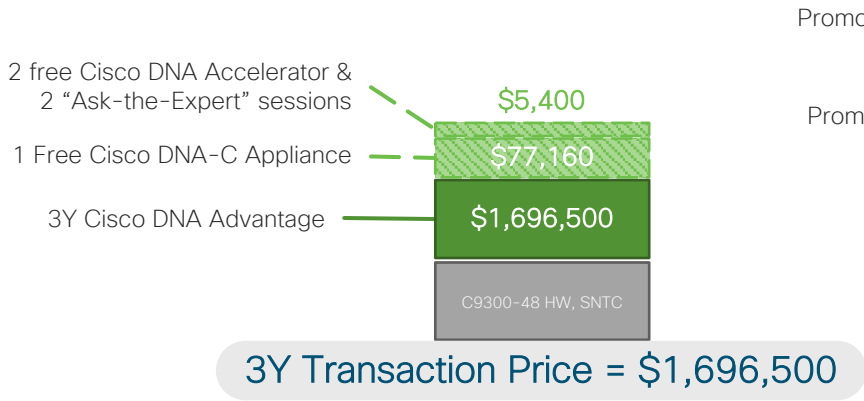 Promo
2 free Cisco DNA Accelerator &
2 “Ask-the-Expert” sessions
$5,400
Prom
1 Free Cisco DNA-C Appliance
$77,160
3Y Cisco DNA Advantage
$1,696,500
C9300-48 HW, SNTC
3Y Transaction Price = $1,696,500